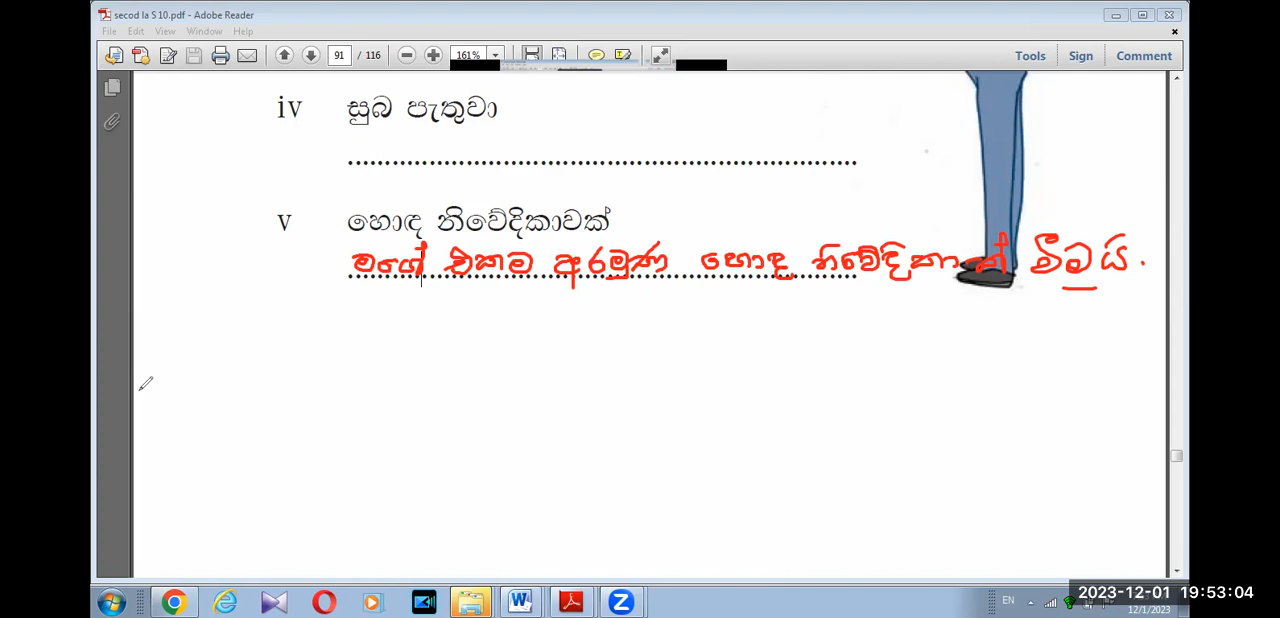 secod la S 10.pdf - Adobe Reader
File Edit View Window Help
91 / 116 161% Tools Sign Comment
iv සුබ පැතුවා
................................................................
v හොඳ නිවේදිකාවක්
මගේ එකම අරමුණ හොඳ නිවේදිකාවක් වීමයි.
................................................................
EN
2023-12-01 19:53:04
12/1/2023